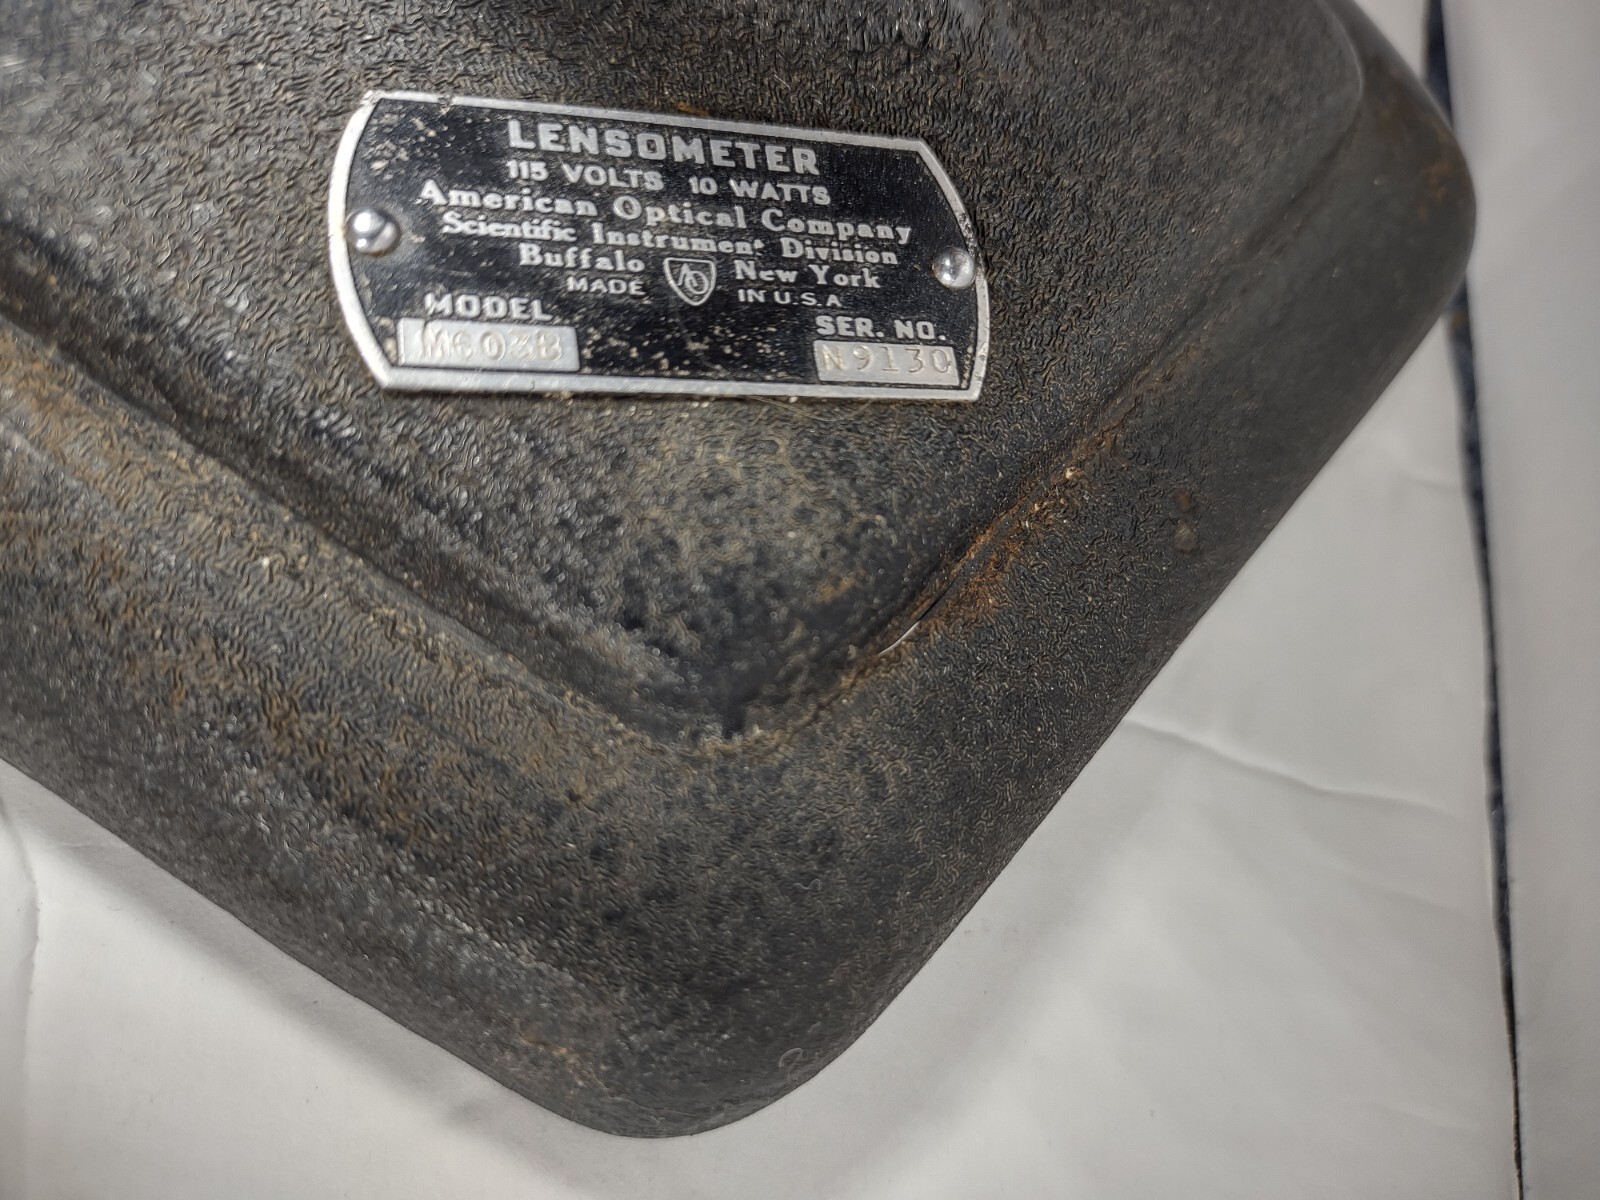 LENSOMETER
115 VOLTS 10 WATTS
American Optical Company
Scientific Instrument Division
Buffalo AO New York
MADE IN U.S.A
MODEL SER. NO.
M603B N9130